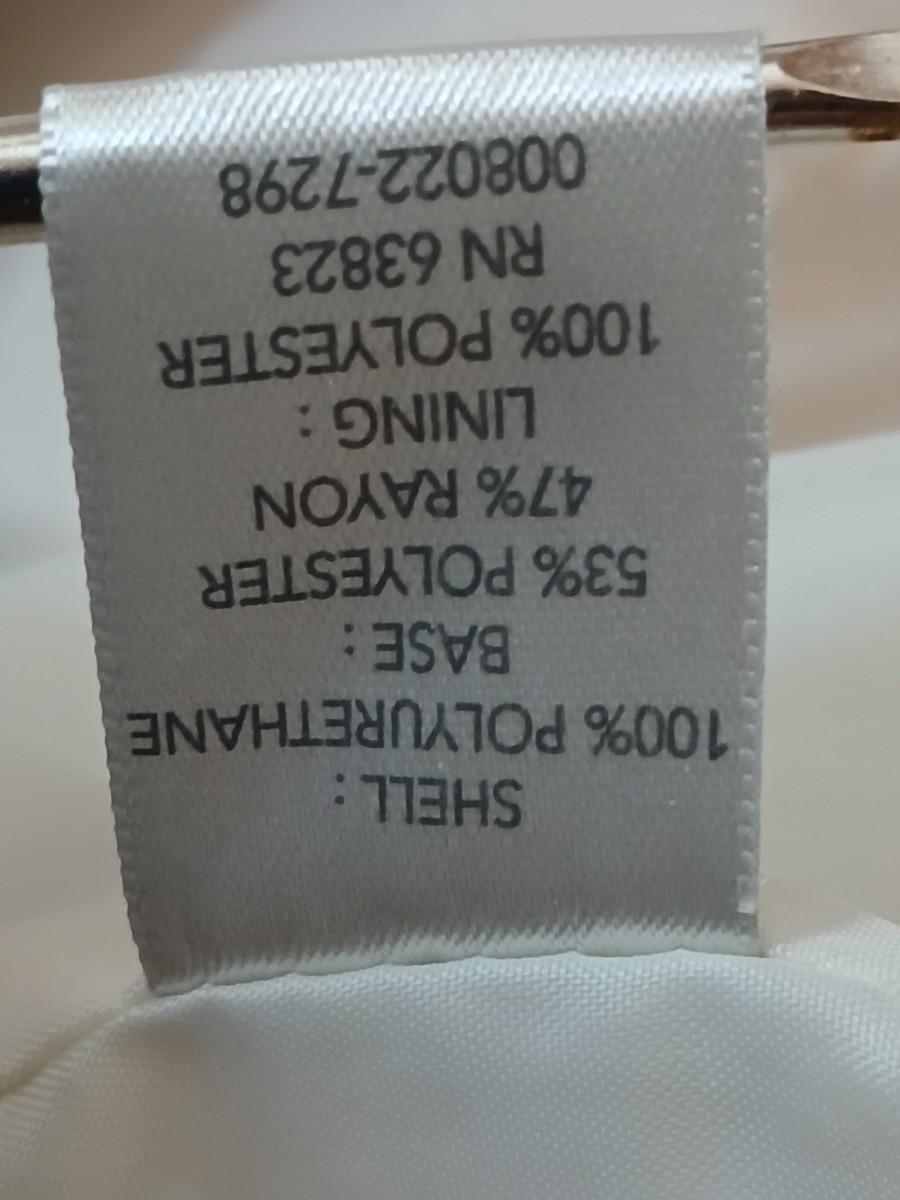 SHELL :
100% POLYURETHANE
BASE :
53% POLYESTER
47% RAYON
LINING :
100% POLYESTER
RN 63823
008022-7298